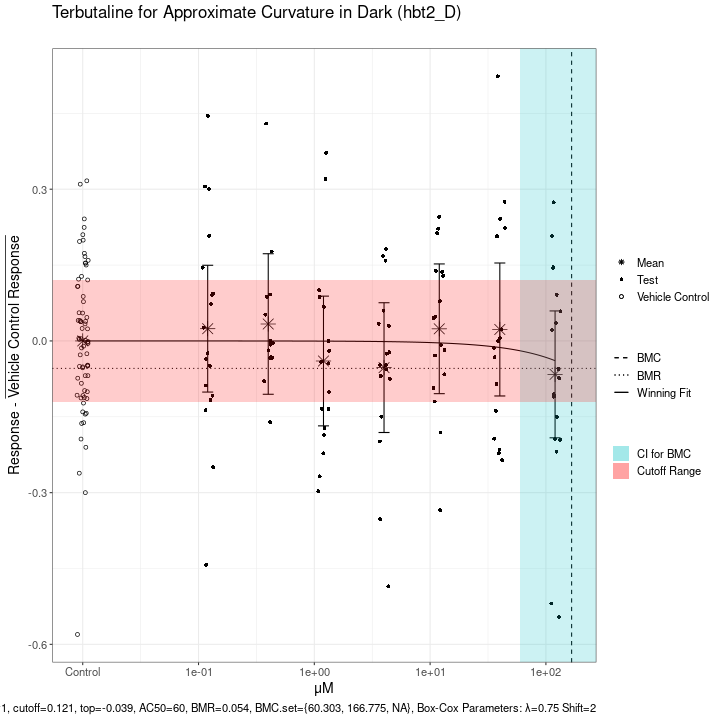 Terbutaline for Approximate Curvature in Dark (hbt2_D)
Response - Vehicle Control Response
0.3
0.0
-0.3
-0.6
Control
1e-01
1e+00
1e+01
1e+02
μM
Mean
Test
Vehicle Control
BMC
BMR
Winning Fit
CI for BMC
Cutoff Range
1, cutoff=0.121, top=-0.039, AC50=60, BMR=0.054, BMC.set={60.303, 166.775, NA}, Box-Cox Parameters: λ=0.75 Shift=2